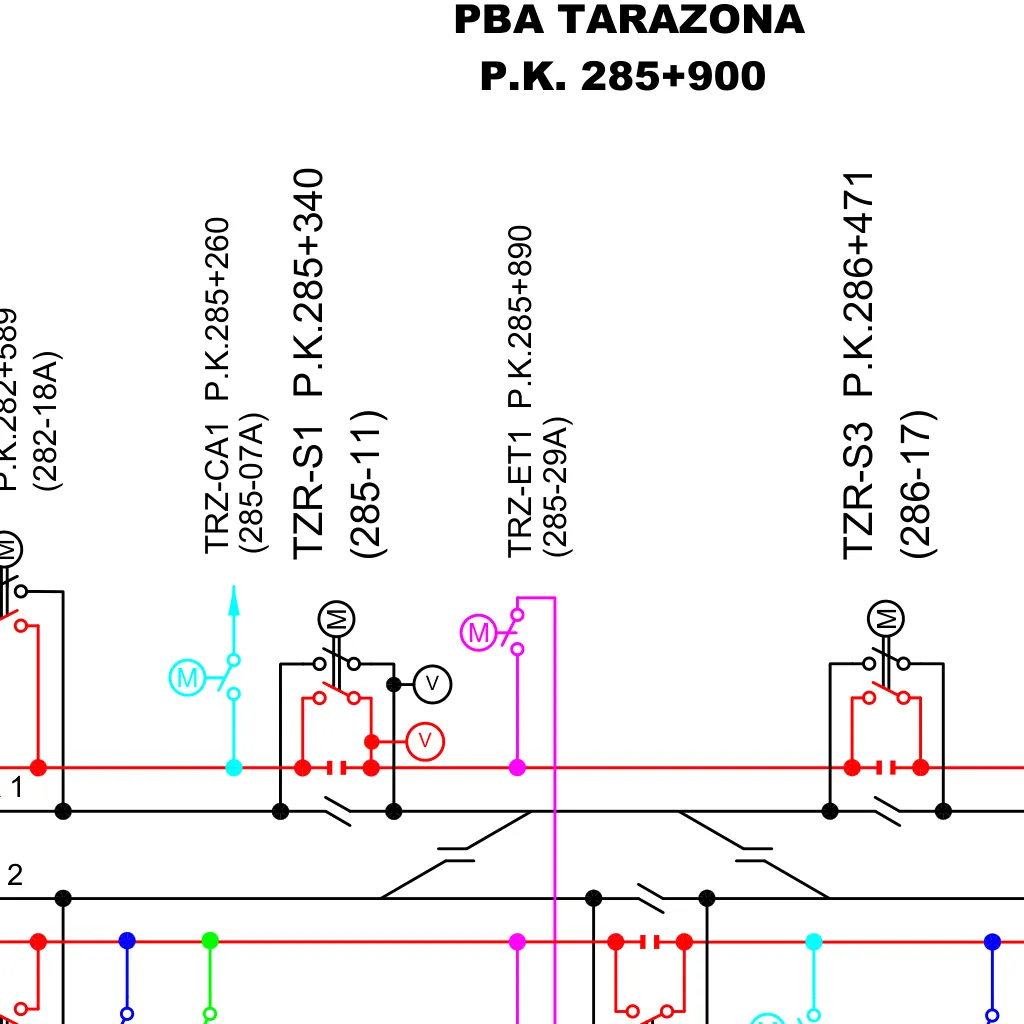 PBA TARAZONA
P.K. 285+900
P.K.282+589
(282-18A)
TRZ-CA1 P.K.285+260
(285-07A)
TZR-S1 P.K.285+340
(285-11)
TRZ-ET1 P.K.285+890
(285-29A)
TZR-S3 P.K.286+471
(286-17)
M
M
M
M
M
V
V
1
2